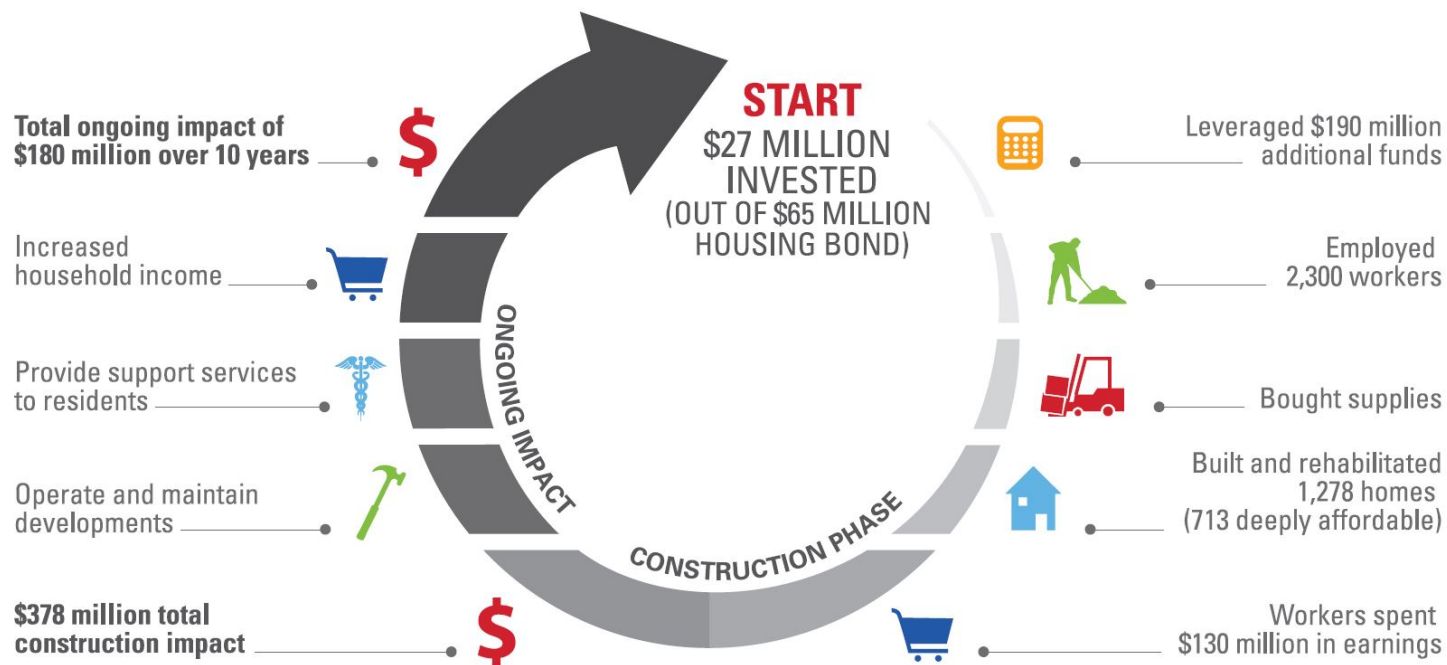 START
$27 MILLION
INVESTED
(OUT OF $65 MILLION
HOUSING BOND)
Leveraged $190 million
additional funds
Employed
2,300 workers
Bought supplies
Built and rehabilitated
1,278 homes
(713 deeply affordable)
Workers spent
$130 million in earnings
CONSTRUCTION PHASE
$378 million total
construction impact
$
Operate and maintain
developments
Provide support services
to residents
Increased
household income
Total ongoing impact of
$180 million over 10 years
$
ONGOING IMPACT